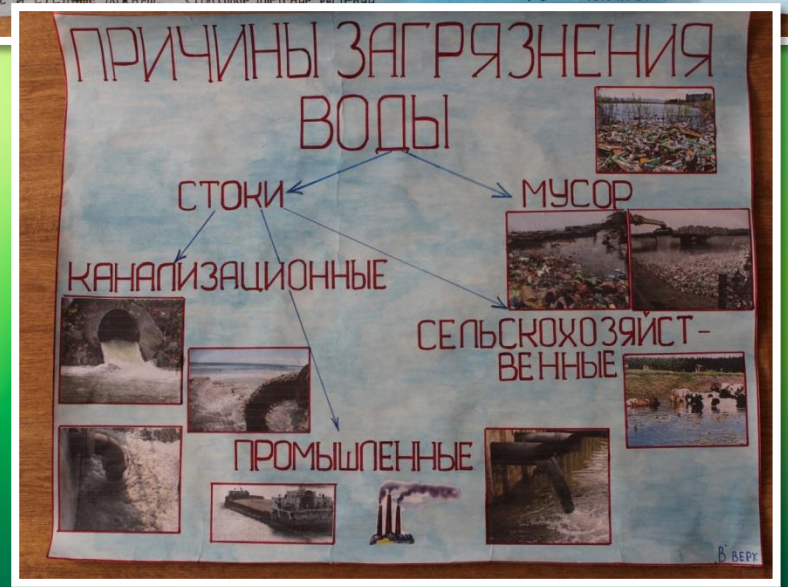 ПРИЧИНЫ ЗАГРЯЗНЕНИЯ
ВОДЫ
СТОКИ
МУСОР
КАНАЛИЗАЦИОННЫЕ
СЕЛЬСКОХОЗЯЙСТ-
ВЕННЫЕ
ПРОМЫШЛЕННЫЕ